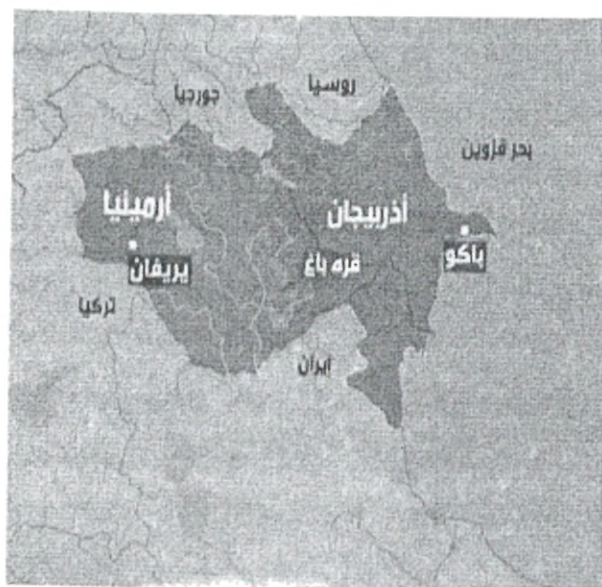 روسيا
جورجيا
بحر قزوين
أرمينيا
أذربيجان
باكو
يريفان
قره باغ
تركيا
إيران